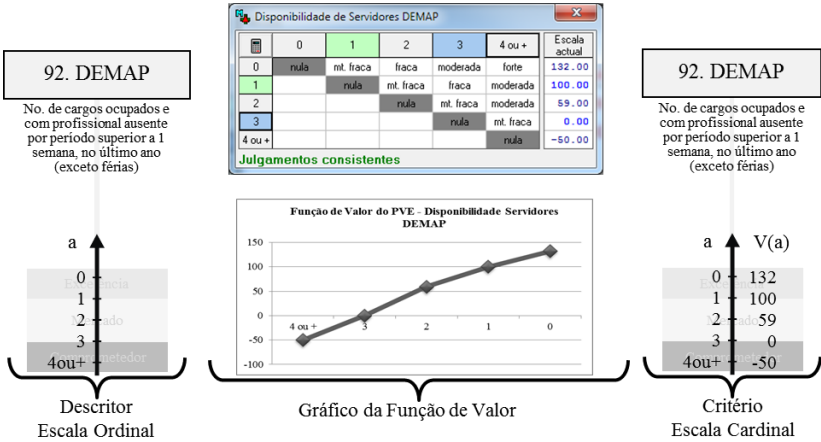 92. DEMAP
No. de cargos ocupados e
com profissional ausente
por período superior a 1
semana, no último ano
(exceto férias)
a
0
Excelência
1
Mercado
2
3
Comprometedor
4ou+
Descritor
Escala Ordinal
Disponibilidade de Servidores DEMAP
0 1 2 3 4 ou + Escala actual
0 nula mt. fraca fraca moderada forte 132.00
1 nula mt. fraca fraca moderada 100.00
2 nula mt. fraca moderada 59.00
3 nula mt. fraca 0.00
4 ou + nula -50.00
Julgamentos consistentes
Função de Valor do PVE - Disponibilidade Servidores
DEMAP
150
100
50
0
-50
-100
4 ou + 3 2 1 0
Gráfico da Função de Valor
92. DEMAP
No. de cargos ocupados e
com profissional ausente
por período superior a 1
semana, no último ano
(exceto férias)
a V(a)
0 132
Excelência
1 100
Mercado
2 59
3 0
Comprometedor
4ou+ -50
Critério
Escala Cardinal